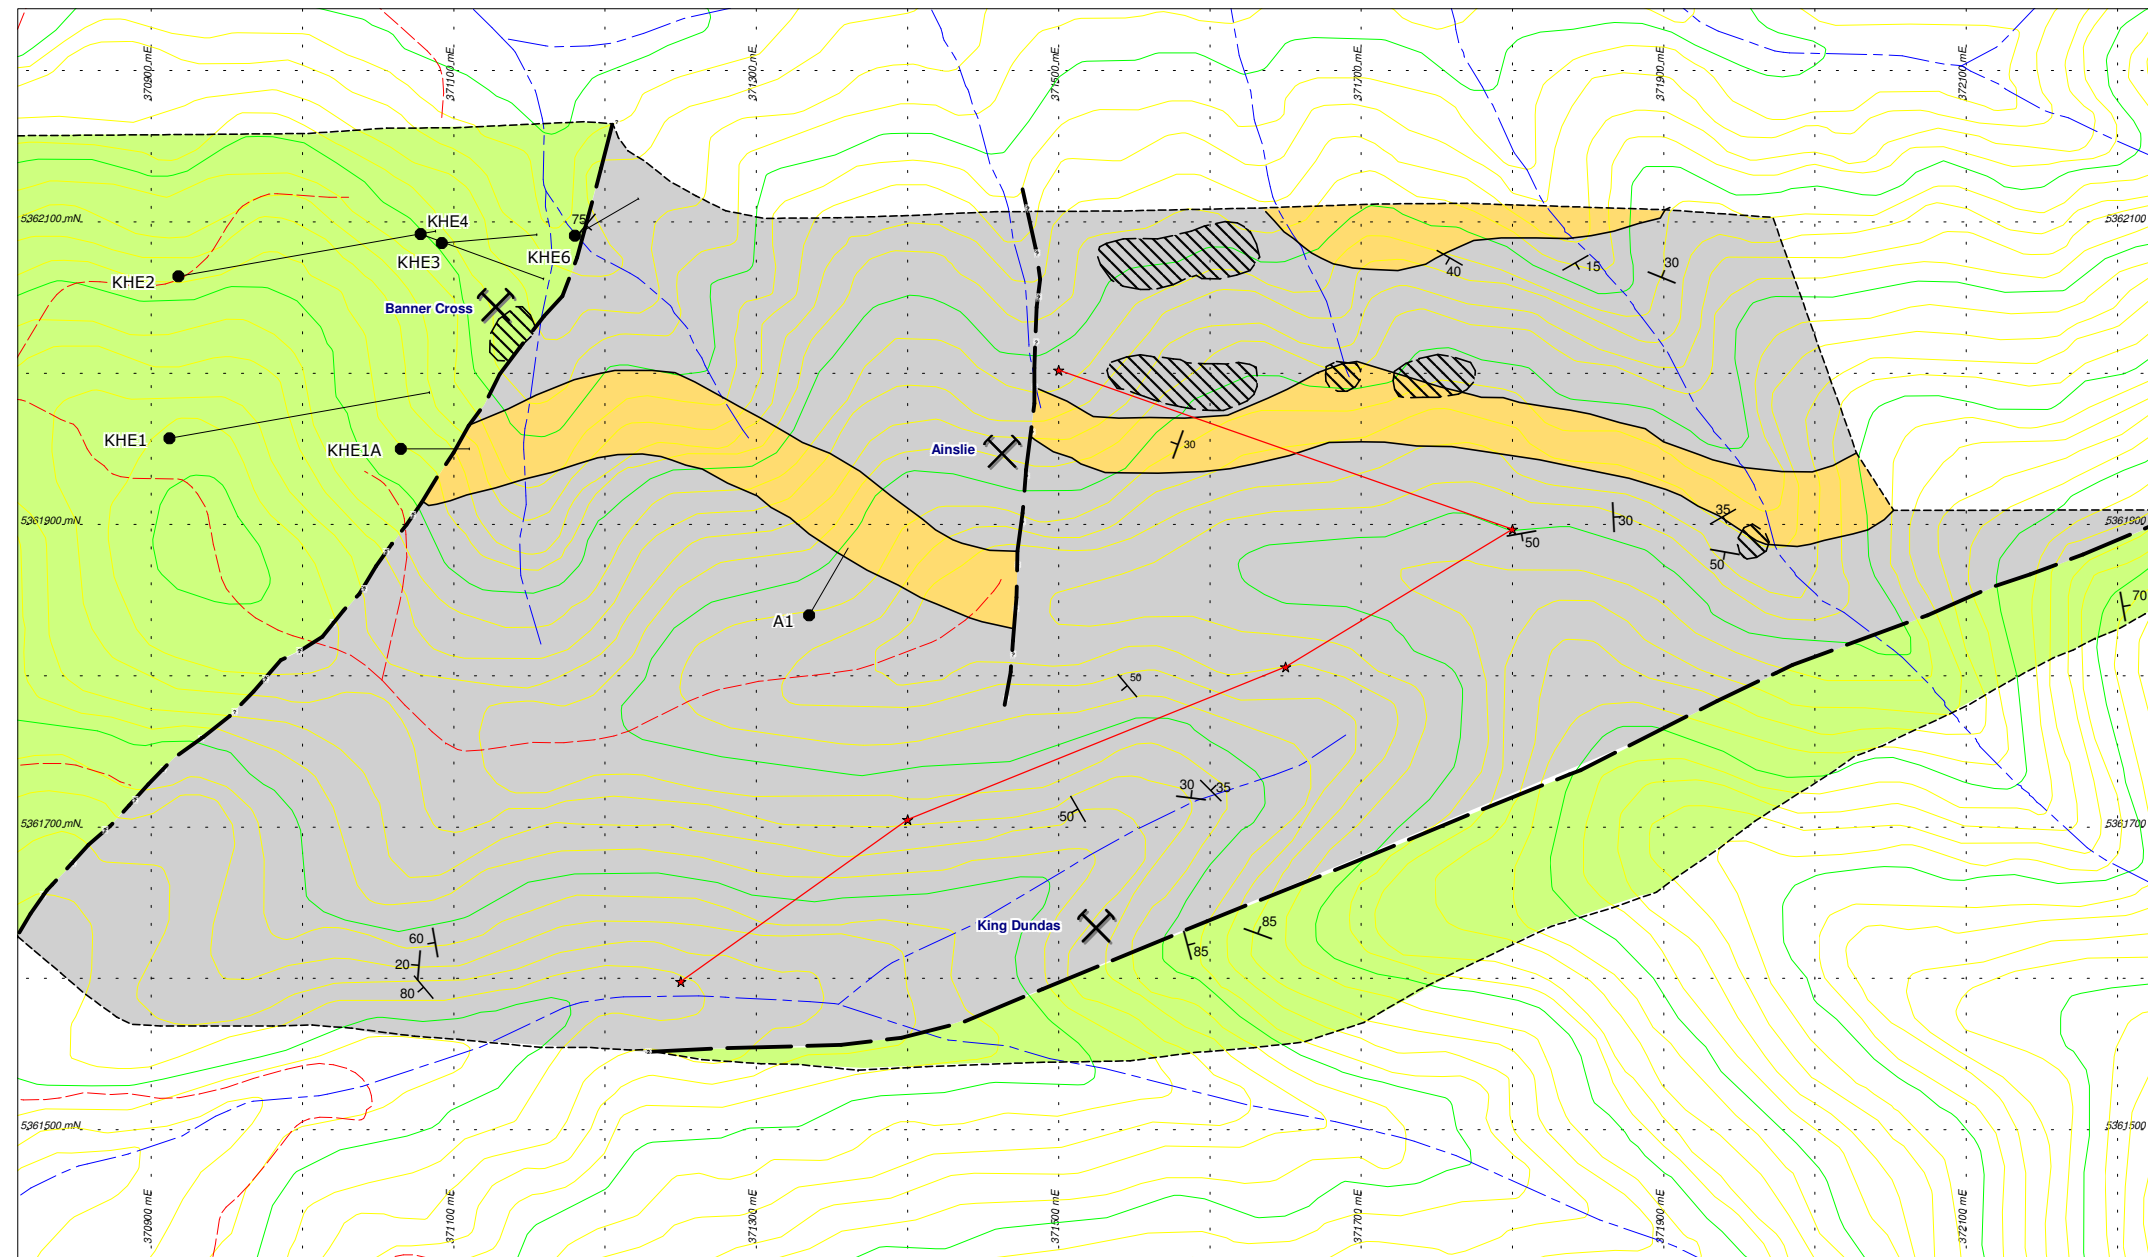 370900 mE
371100 mE
371300 mE
371500 mE
371700 mE
371900 mE
372100 mE
5362100 mN
75
KHE4
5362100
KHE3
KHE6
KHE2
40
15
30
Banner Cross
KHE1
KHE1A
Ainslie
30
5361900 mN
35
30
50
50
5361900
70
A1
50
30
35
50
5361700 mN
5361700
60
20
80
King Dundas
85
85
5361500 mN
5361500
370900 mE
371100 mE
371300 mE
371500 mE
371700 mE
371900 mE
372100 mE